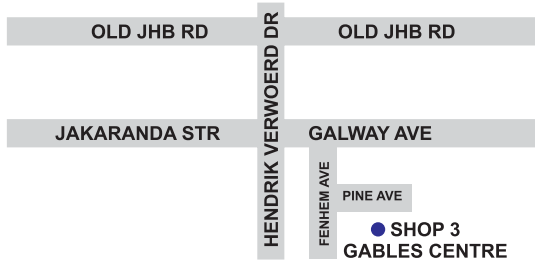 OLD JHB RD
OLD JHB RD
HENDRIK VERWOERD DR
JAKARANDA STR
GALWAY AVE
FENHEM AVE
PINE AVE
SHOP 3
GABLES CENTRE